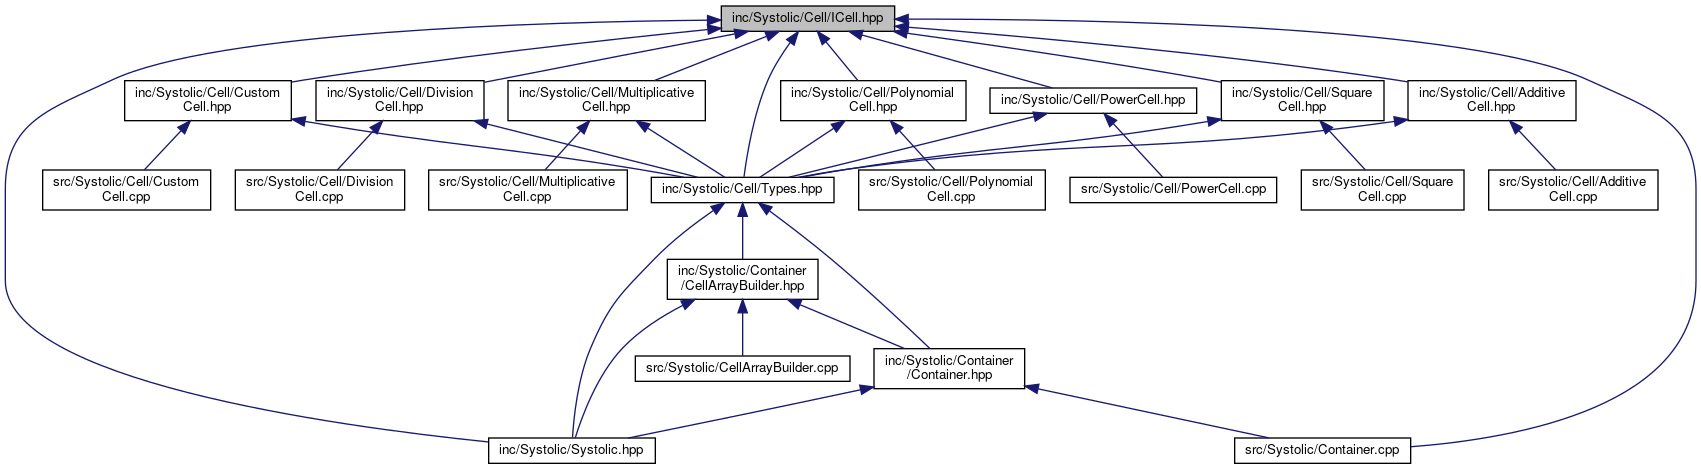 inc/Systolic/Cell/ICell.hpp
inc/Systolic/Cell/Custom
Cell.hpp
inc/Systolic/Cell/Division
Cell.hpp
inc/Systolic/Cell/Multiplicative
Cell.hpp
inc/Systolic/Cell/Polynomial
Cell.hpp
inc/Systolic/Cell/PowerCell.hpp
inc/Systolic/Cell/Square
Cell.hpp
inc/Systolic/Cell/Additive
Cell.hpp
src/Systolic/Cell/Custom
Cell.cpp
src/Systolic/Cell/Division
Cell.cpp
src/Systolic/Cell/Multiplicative
Cell.cpp
inc/Systolic/Cell/Types.hpp
src/Systolic/Cell/Polynomial
Cell.cpp
src/Systolic/Cell/PowerCell.cpp
src/Systolic/Cell/Square
Cell.cpp
src/Systolic/Cell/Additive
Cell.cpp
inc/Systolic/Container
/CellArrayBuilder.hpp
src/Systolic/CellArrayBuilder.cpp
inc/Systolic/Container
/Container.hpp
inc/Systolic/Systolic.hpp
src/Systolic/Container.cpp